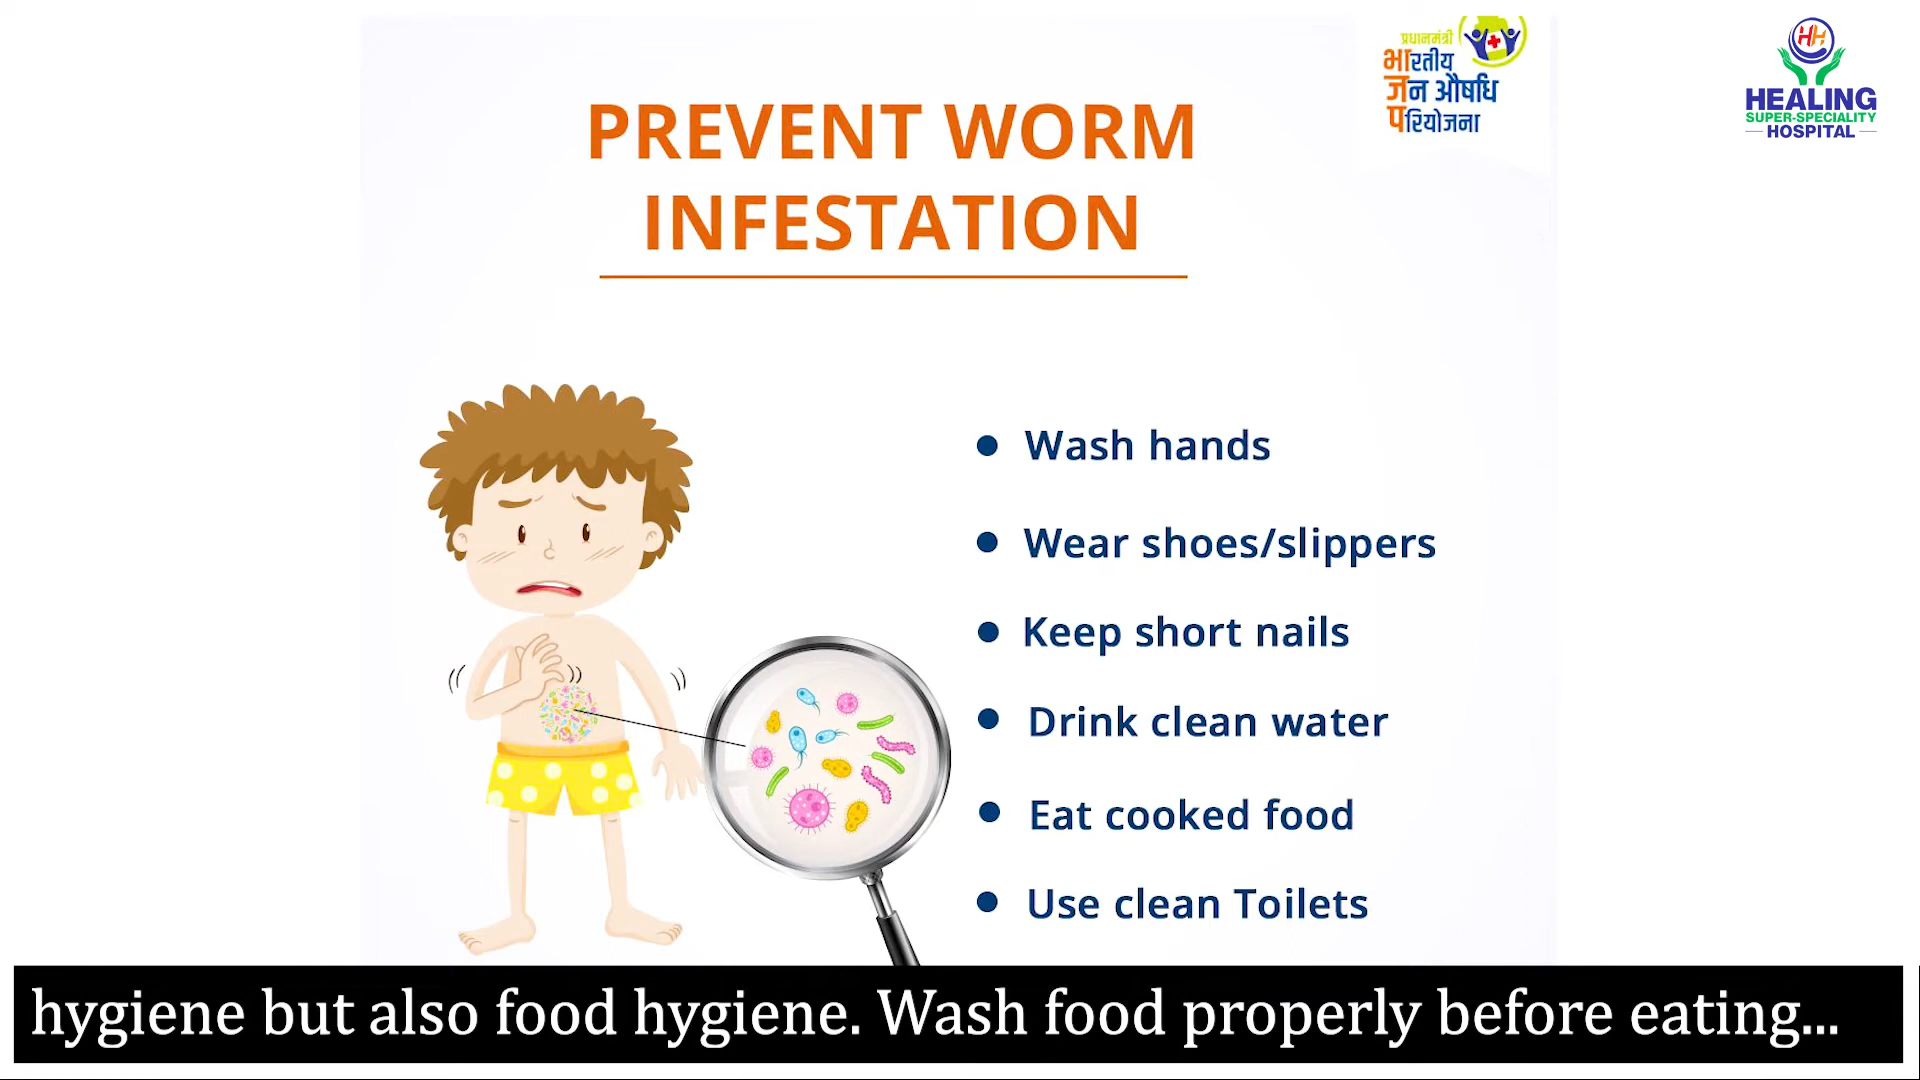 प्रधानमंत्री
भारतीय
जन औषधि
परियोजना
HH
HEALING
SUPER-SPECIALITY
HOSPITAL
PREVENT WORM
INFESTATION
Wash hands
Wear shoes/slippers
Keep short nails
Drink clean water
Eat cooked food
Use clean Toilets
hygiene but also food hygiene. Wash food properly before eating...